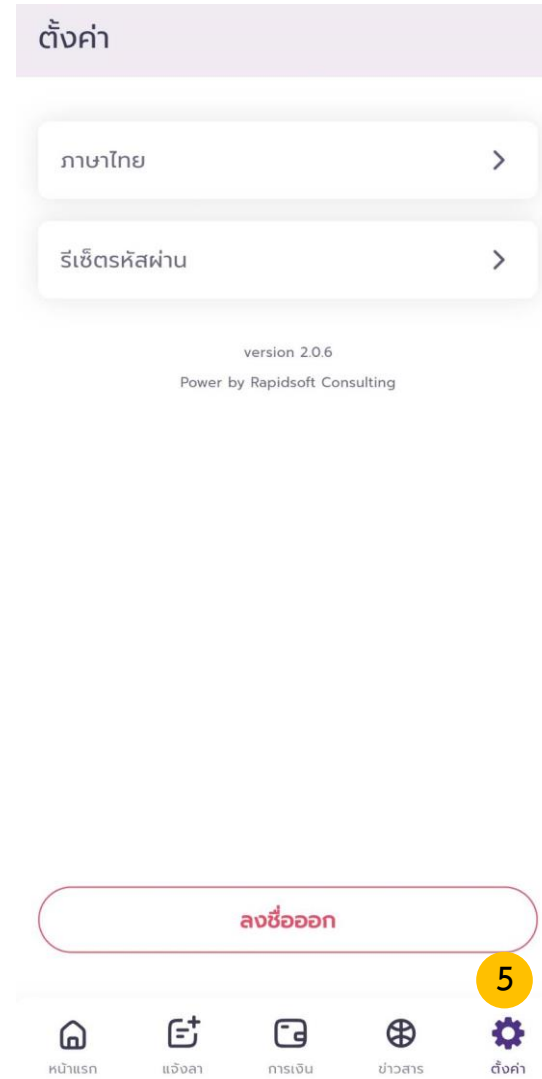 ตั้งค่า
ภาษาไทย
รีเซ็ตรหัสผ่าน
version 2.0.6
Power by Rapidsoft Consulting
ลงชื่อออก
5
หน้าแรก แจ้งลา การเงิน ข่าวสาร ตั้งค่า